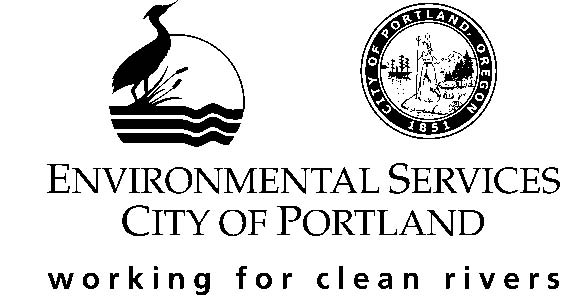 CITY OF PORTLAND, OREGON
1851
ENVIRONMENTAL SERVICES
CITY OF PORTLAND
working for clean rivers